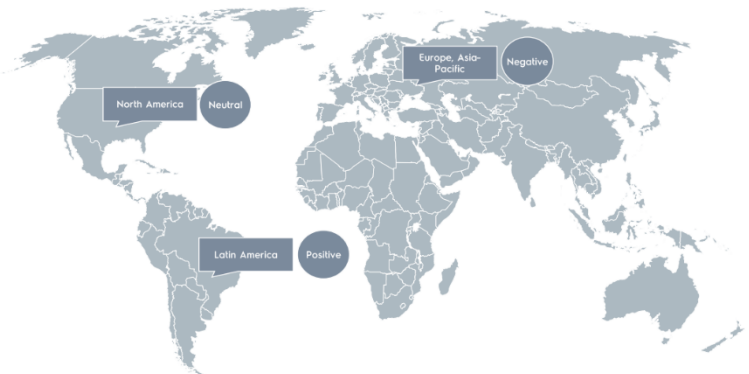 Europe, Asia-
Pacific
Negative
North America
Neutral
Latin America
Positive